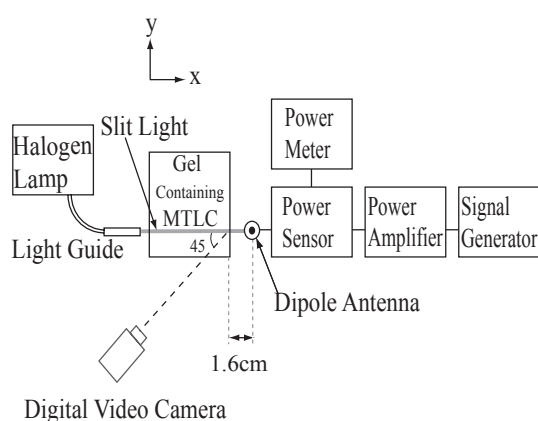 y
x
Slit Light
Halogen
Lamp
Gel
Containing
MTLC
Power
Meter
Power
Sensor
Power
Amplifier
Signal
Generator
Light Guide
45
Dipole Antenna
1.6cm
Digital Video Camera